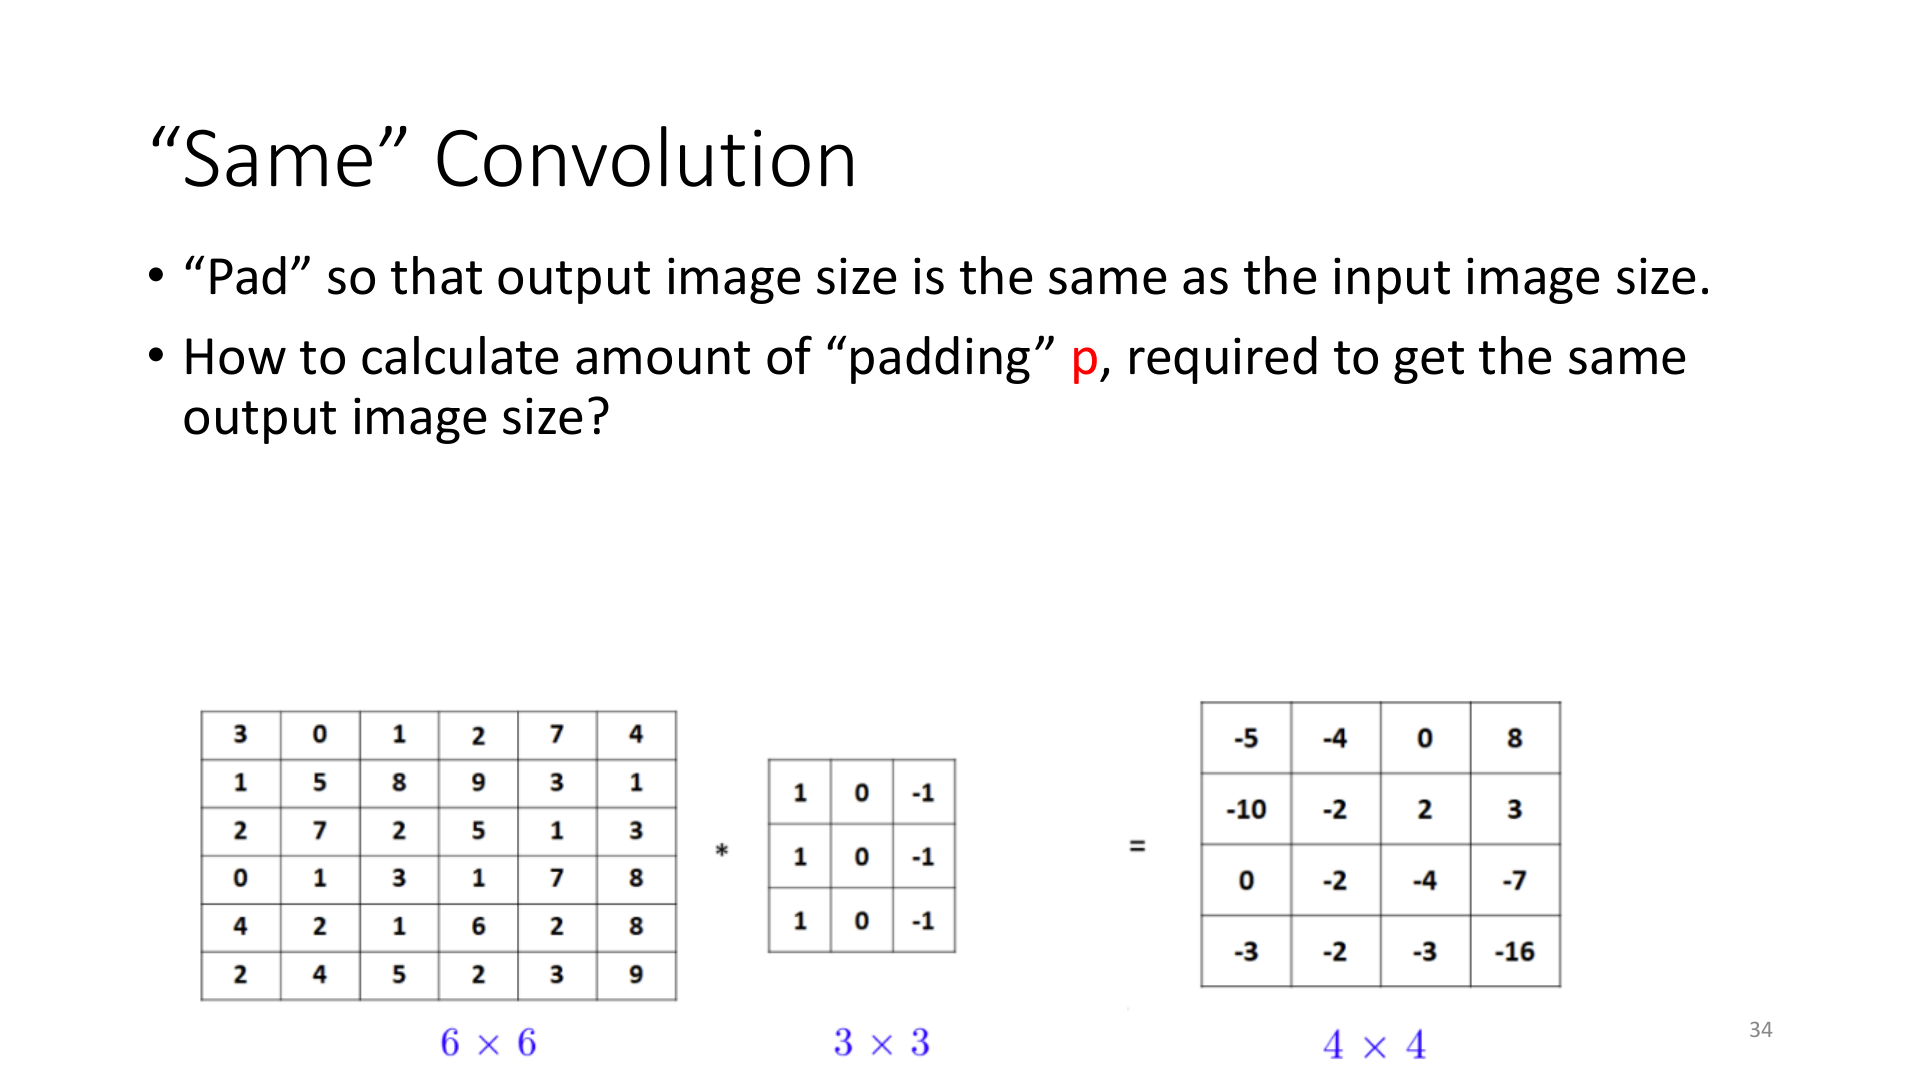 “Same” Convolution
• “Pad” so that output image size is the same as the input image size.
• How to calculate amount of “padding” p, required to get the same
output image size?
3 0 1 2 7 4
1 5 8 9 3 1
2 7 2 5 1 3
0 1 3 1 7 8
4 2 1 6 2 8
2 4 5 2 3 9
6 × 6
*
1 0 -1
1 0 -1
1 0 -1
3 × 3
=
-5 -4 0 8
-10 -2 2 3
0 -2 -4 -7
-3 -2 -3 -16
4 × 4
34